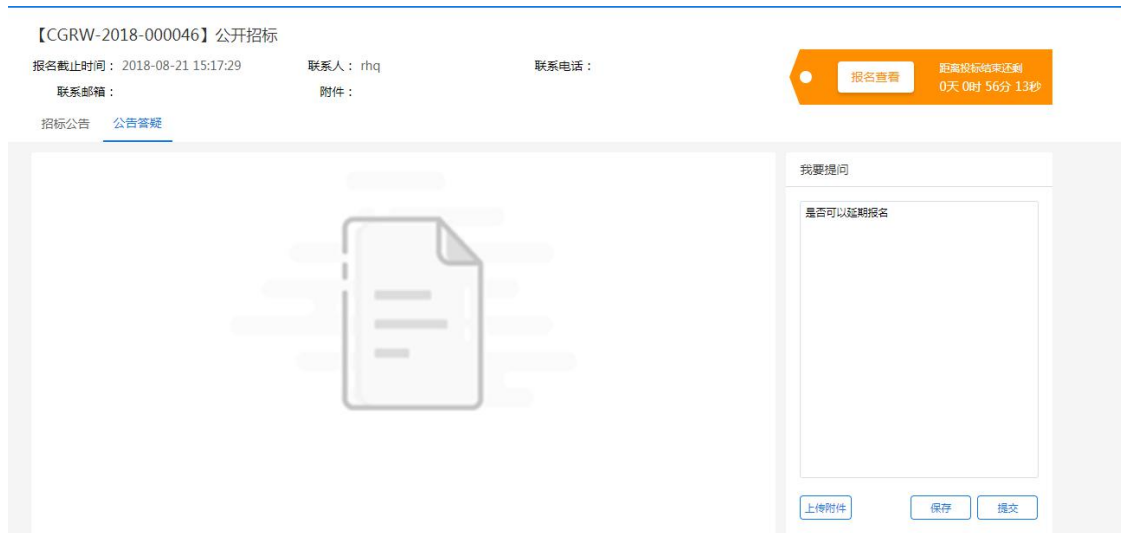 【CGRW-2018-000046】公开招标
报名截止时间： 2018-08-21 15:17:29 联系人： rhq 联系电话：
联系邮箱： 附件：
报名查看
距离投标结束还剩
0天 0时 56分 13秒
招标公告 公告答疑
我要提问
是否可以延期报名
上传附件 保存 提交